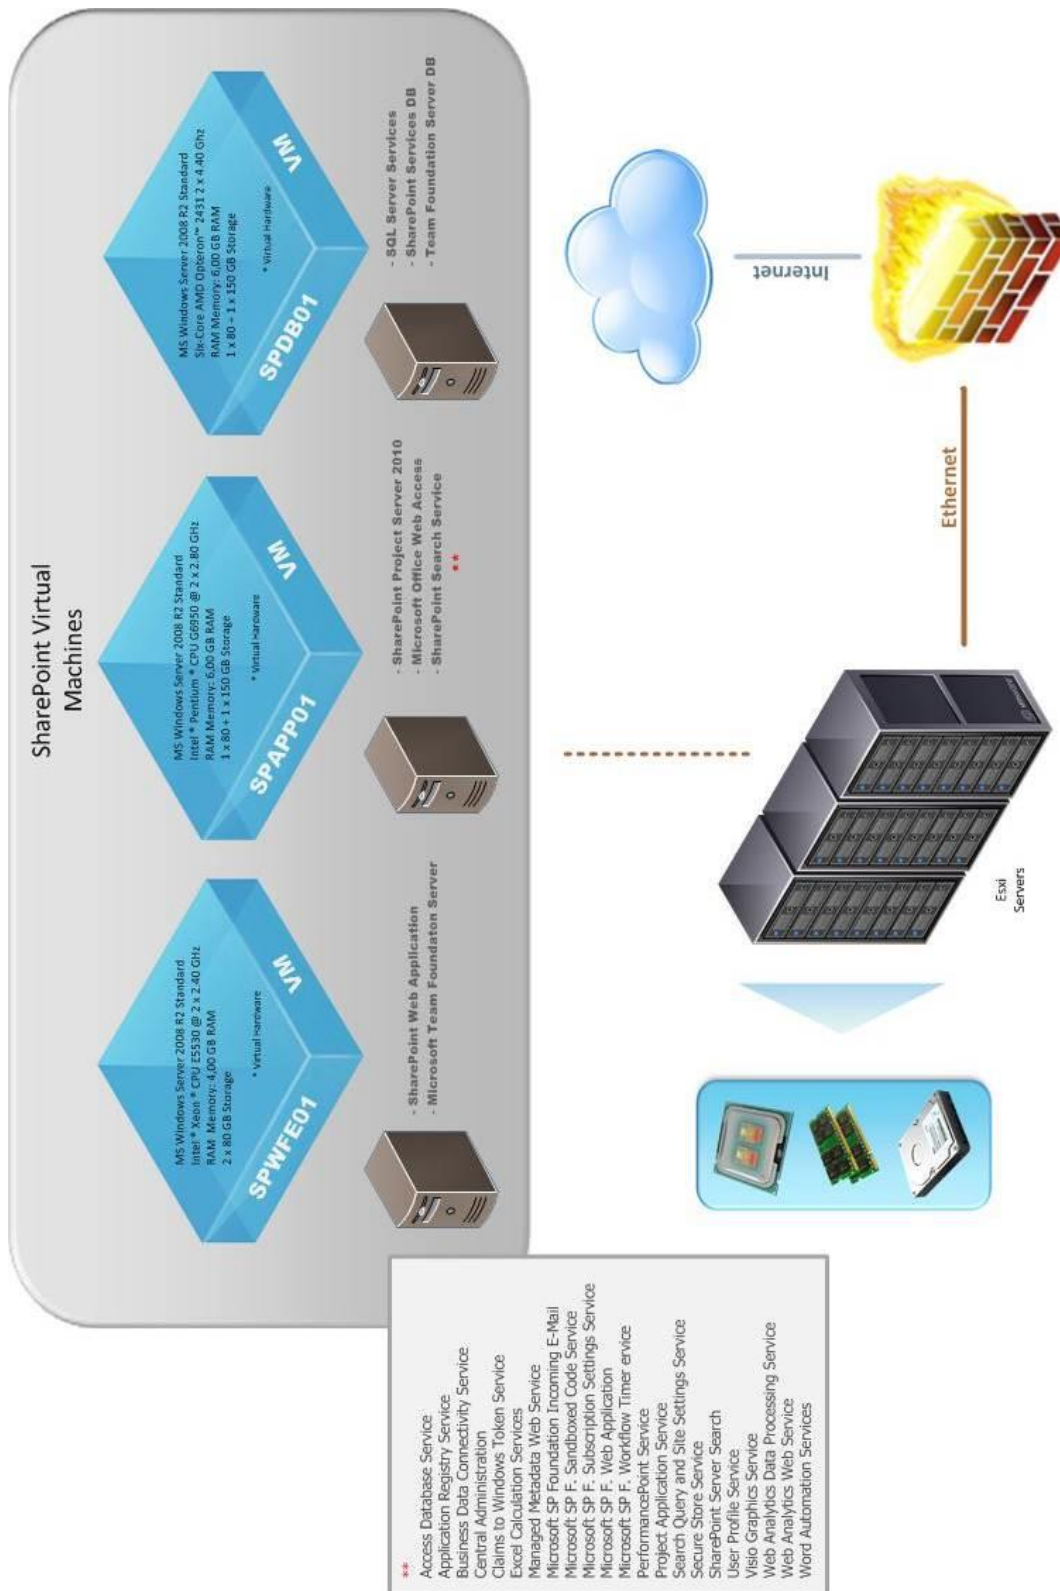 SharePoint Virtual
Machines
MS Windows Server 2008 R2 Standard
Intel ® Xeon ® CPU E5530 @ 2 x 2.40 GHz
RAM Memory: 4,00 GB RAM
2 x 80 GB Storage
* Virtual Hardware
SPWFE01
VM
MS Windows Server 2008 R2 Standard
Intel ® Pentium ® CPU G6950 @ 2 x 2.80 GHz
RAM Memory: 6,00 GB RAM
1 x 80 + 1 x 150 GB Storage
* Virtual Hardware
SPAPP01
VM
MS Windows Server 2008 R2 Standard
Six-Core AMD Opteron™ 2431 2 x 4.40 Ghz
RAM Memory: 6,00 GB RAM
1 x 80 + 1 x 150 GB Storage
* Virtual Hardware
SPDB01
VM
- SharePoint Web Application
- Microsoft Team Foundaton Server
- SharePoint Project Server 2010
- Microsoft Office Web Access
- SharePoint Search Service
**
- SQL Server Services
- SharePoint Services DB
- Team Foundation Server DB
**
Access Database Service
Application Registry Service
Business Data Connectivity Service
Central Administration
Claims to Windows Token Service
Excel Calculation Services
Managed Metadata Web Service
Microsoft SP Foundation Incoming E-Mail
Microsoft SP F. Sandboxed Code Service
Microsoft SP F. Subscription Settings Service
Microsoft SP F. Web Application
Microsoft SP F. Workflow Timer ervice
PerformancePoint Service
Project Application Service
Search Query and Site Settings Service
Secure Store Service
SharePoint Server Search
User Profile Service
Visio Graphics Service
Web Analytics Data Processing Service
Web Analytics Web Service
Word Automation Services
Esxi
Servers
Ethernet
Internet